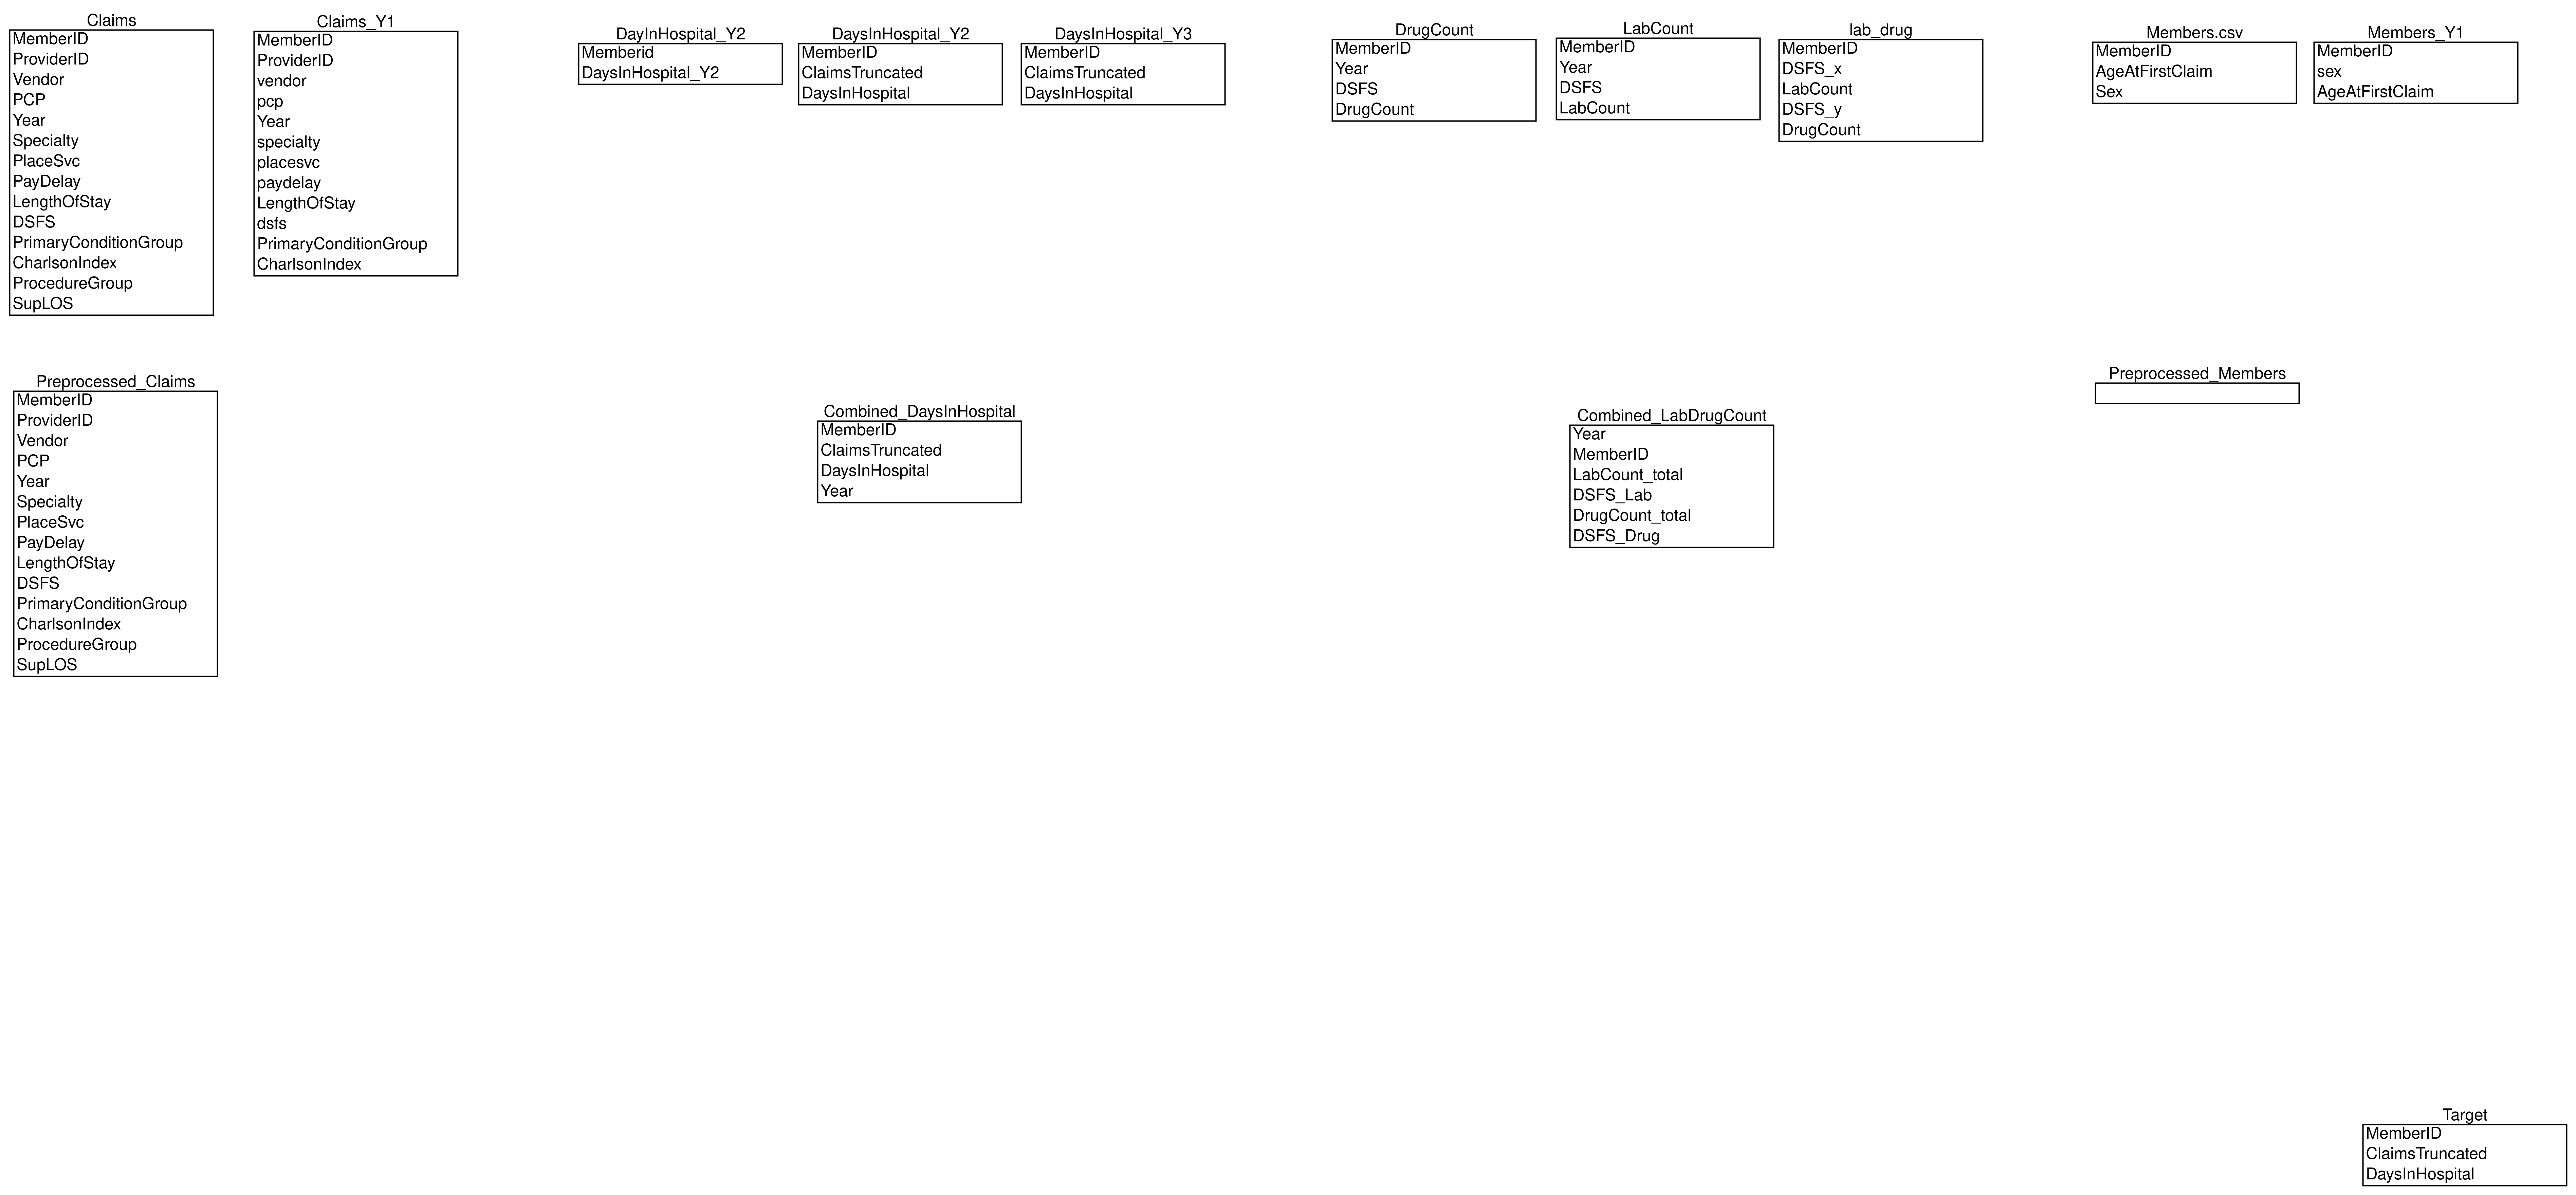 Claims
MemberID
ProviderID
Vendor
PCP
Year
Specialty
PlaceSvc
PayDelay
LengthOfStay
DSFS
PrimaryConditionGroup
CharlsonIndex
ProcedureGroup
SupLOS
Claims_Y1
MemberID
ProviderID
vendor
pcp
Year
specialty
placesvc
paydelay
LengthOfStay
dsfs
PrimaryConditionGroup
CharlsonIndex
DayInHospital_Y2
Memberid
DaysInHospital_Y2
DaysInHospital_Y2
MemberID
ClaimsTruncated
DaysInHospital
DaysInHospital_Y3
MemberID
ClaimsTruncated
DaysInHospital
DrugCount
MemberID
Year
DSFS
DrugCount
LabCount
MemberID
Year
DSFS
LabCount
lab_drug
MemberID
DSFS_x
LabCount
DSFS_y
DrugCount
Members.csv
MemberID
AgeAtFirstClaim
Sex
Members_Y1
MemberID
sex
AgeAtFirstClaim
Preprocessed_Claims
MemberID
ProviderID
Vendor
PCP
Year
Specialty
PlaceSvc
PayDelay
LengthOfStay
DSFS
PrimaryConditionGroup
CharlsonIndex
ProcedureGroup
SupLOS
Combined_DaysInHospital
MemberID
ClaimsTruncated
DaysInHospital
Year
Combined_LabDrugCount
Year
MemberID
LabCount_total
DSFS_Lab
DrugCount_total
DSFS_Drug
Preprocessed_Members
Target
MemberID
ClaimsTruncated
DaysInHospital